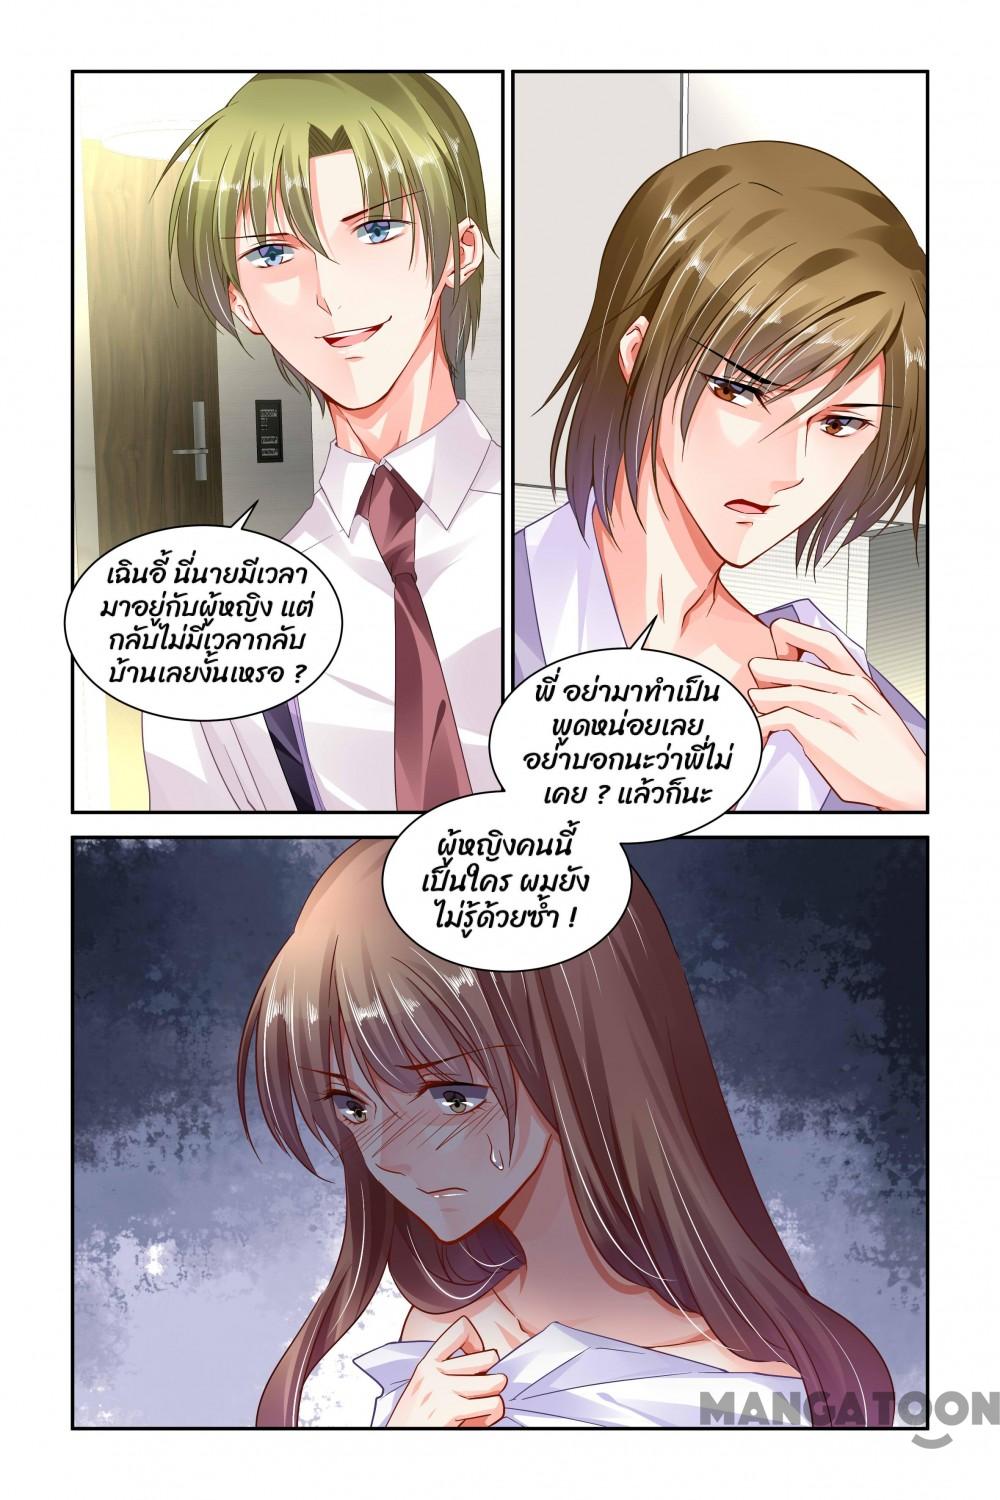 เฉินอี้ นี่นายมีเวลา
มาอยู่กับผู้หญิง แต่
กลับไม่มีเวลากลับ
บ้านเลยงั้นเหรอ ?
พี่ อย่ามาทำเป็น
พูดหน่อยเลย
อย่าบอกนะว่าพี่ไม่
เคย ? แล้วก็นะ
ผู้หญิงคนนี้
เป็นใคร ผมยัง
ไม่รู้ด้วยซ้ำ !
MANGATOON